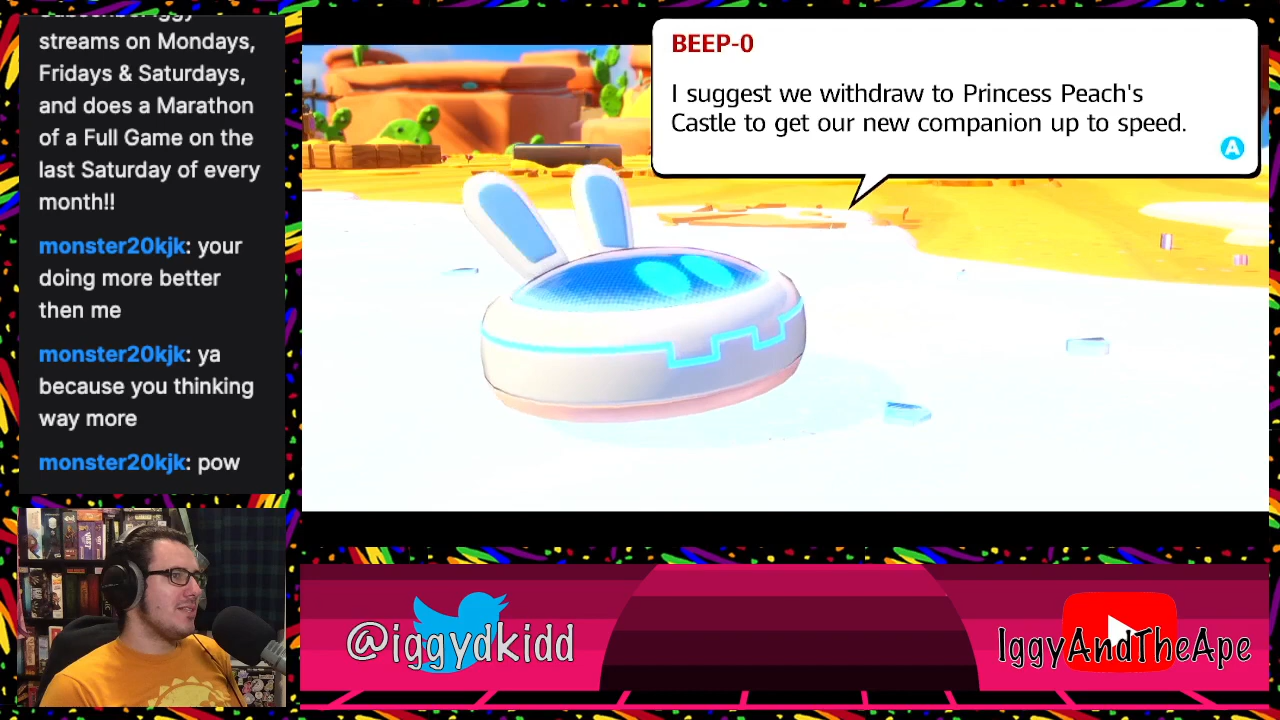 streams on Mondays,
Fridays & Saturdays,
and does a Marathon
of a Full Game on the
last Saturday of every
month!!
monster20kjk: your
doing more better
then me
monster20kjk: ya
because you thinking
way more
monster20kjk: pow
BEEP-0
I suggest we withdraw to Princess Peach's
Castle to get our new companion up to speed.
A
@iggydkidd
IggyAndTheApe